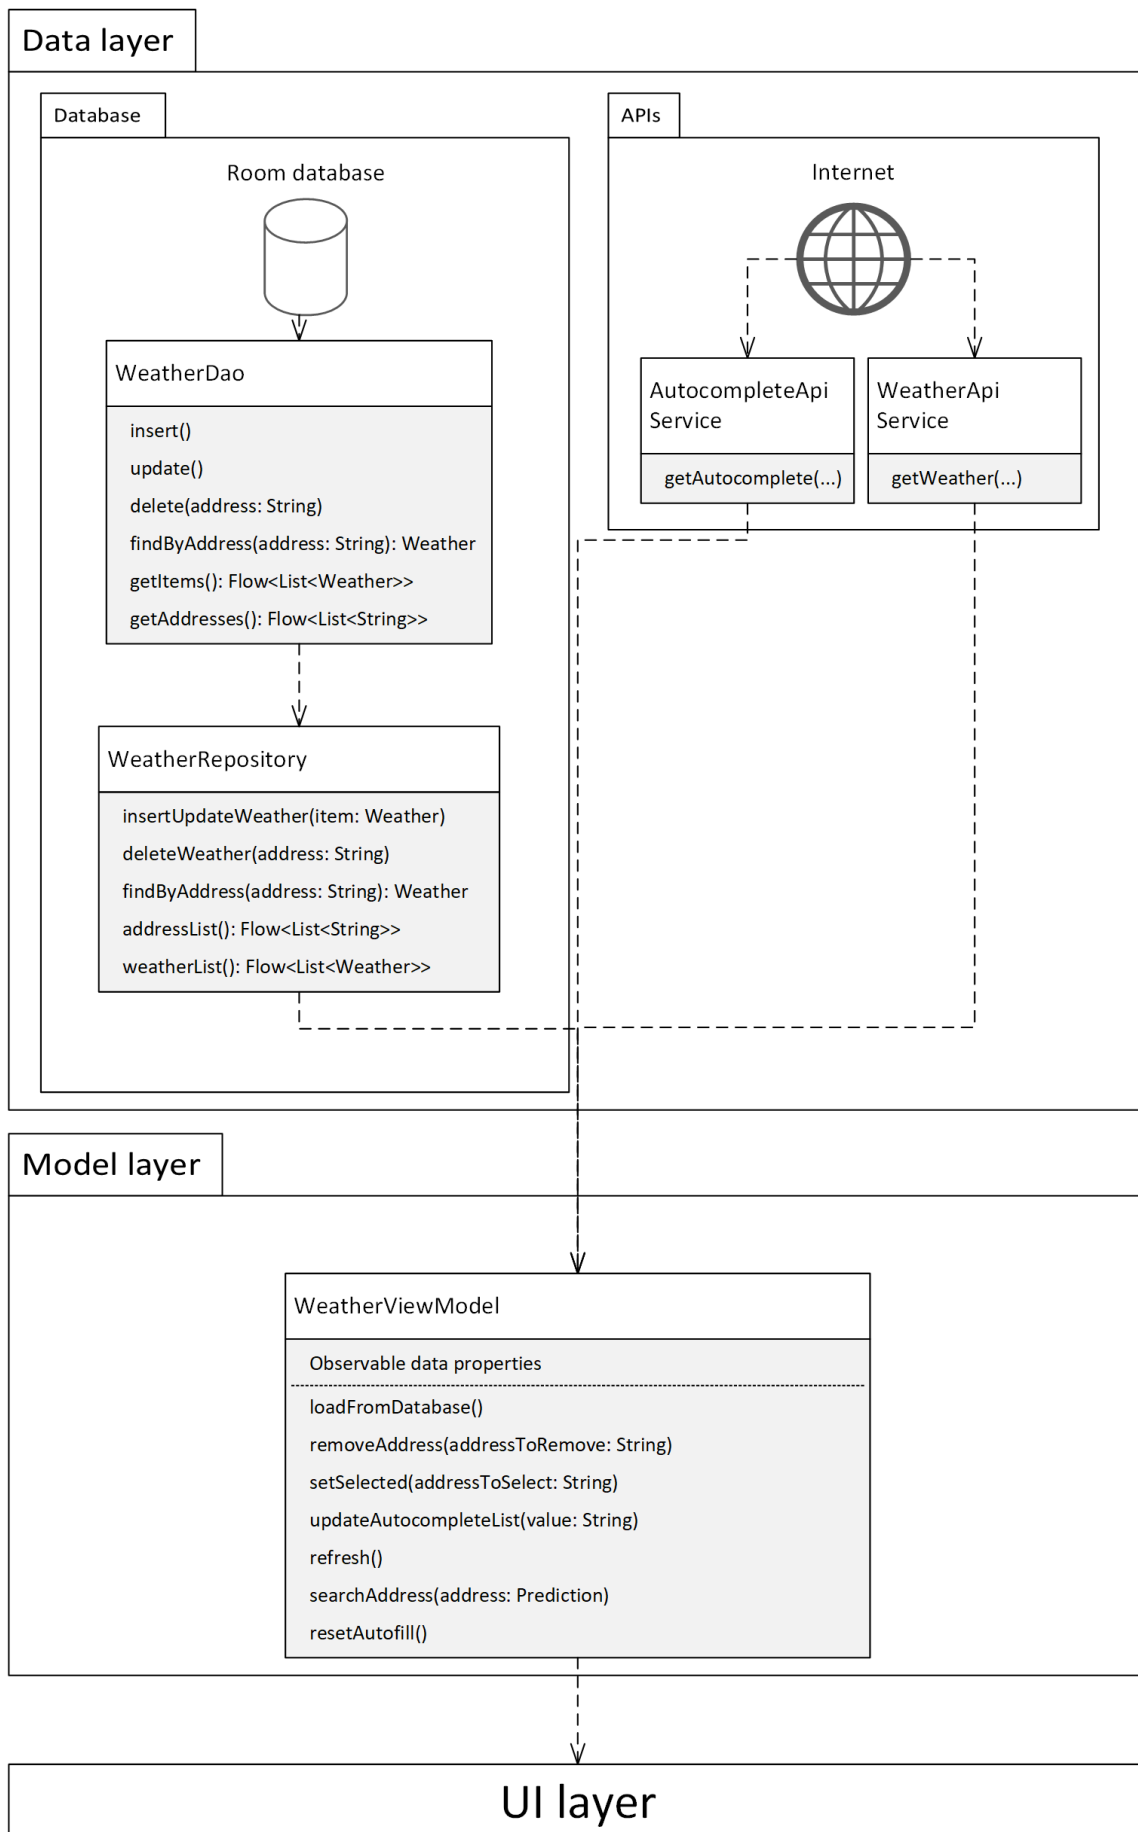 Data layer
Database
Room database
WeatherDao
insert()
update()
delete(address: String)
findByAddress(address: String): Weather
getItems(): Flow<List<Weather>>
getAddresses(): Flow<List<String>>
WeatherRepository
insertUpdateWeather(item: Weather)
deleteWeather(address: String)
findByAddress(address: String): Weather
addressList(): Flow<List<String>>
weatherList(): Flow<List<Weather>>
APIs
Internet
AutocompleteApi
Service
getAutocomplete(...)
WeatherApi
Service
getWeather(...)
Model layer
WeatherViewModel
Observable data properties
loadFromDatabase()
removeAddress(addressToRemove: String)
setSelected(addressToSelect: String)
updateAutocompleteList(value: String)
refresh()
searchAddress(address: Prediction)
resetAutofill()
UI layer